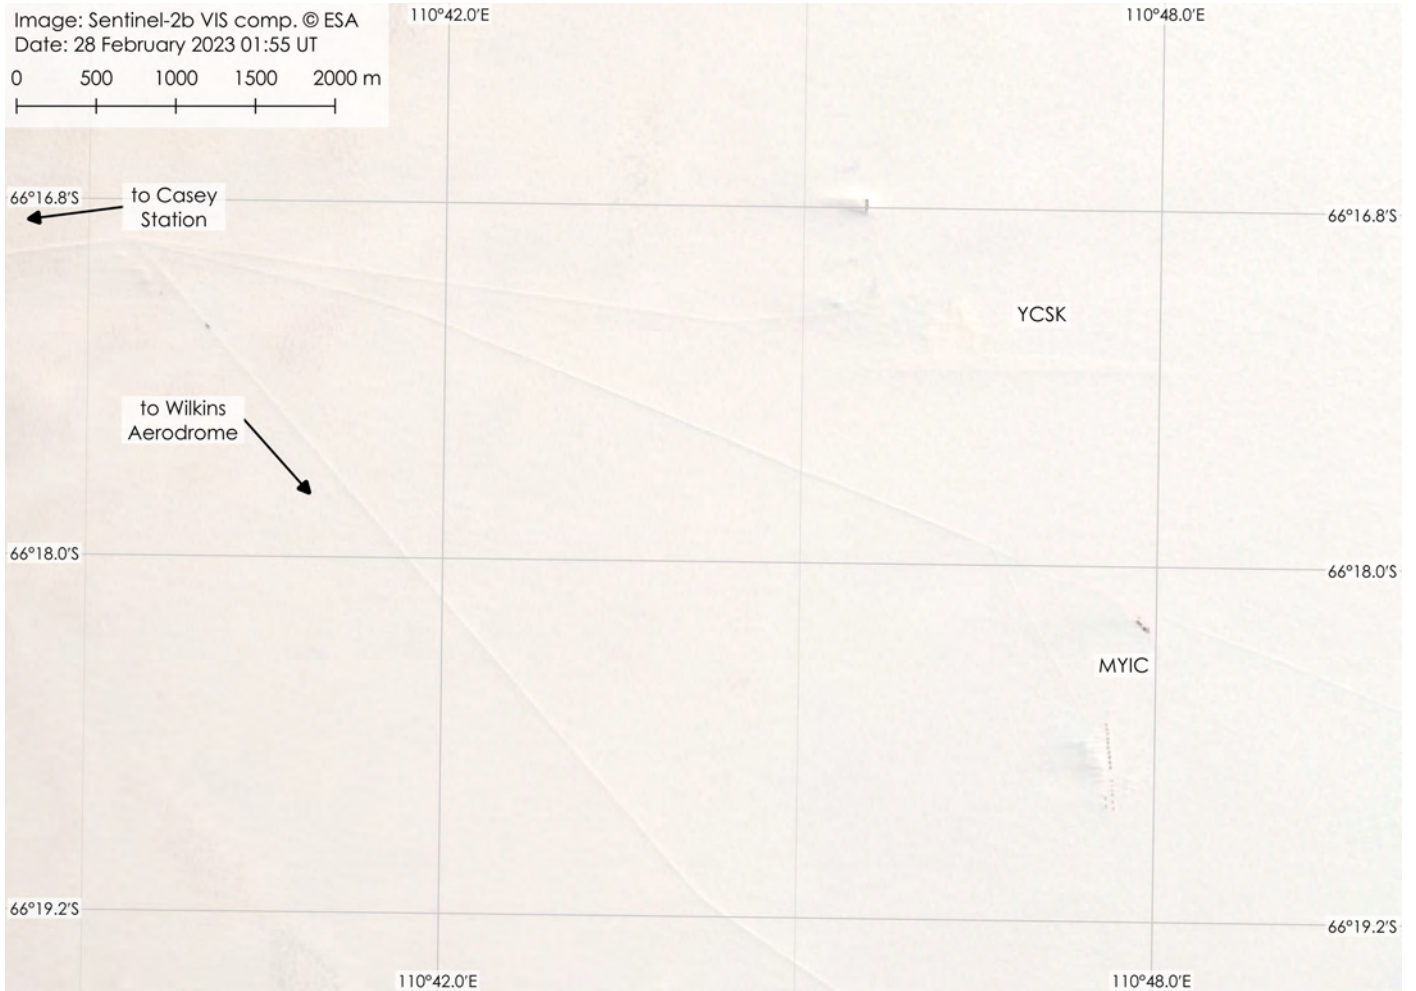 Image: Sentinel-2b VIS comp. © ESA
Date: 28 February 2023 01:55 UT
0 500 1000 1500 2000 m
110°42.0'E
110°48.0'E
66°16.8'S
to Casey
Station
66°16.8'S
YCSK
to Wilkins
Aerodrome
66°18.0'S
66°18.0'S
MYIC
66°19.2'S
66°19.2'S
110°42.0'E
110°48.0'E